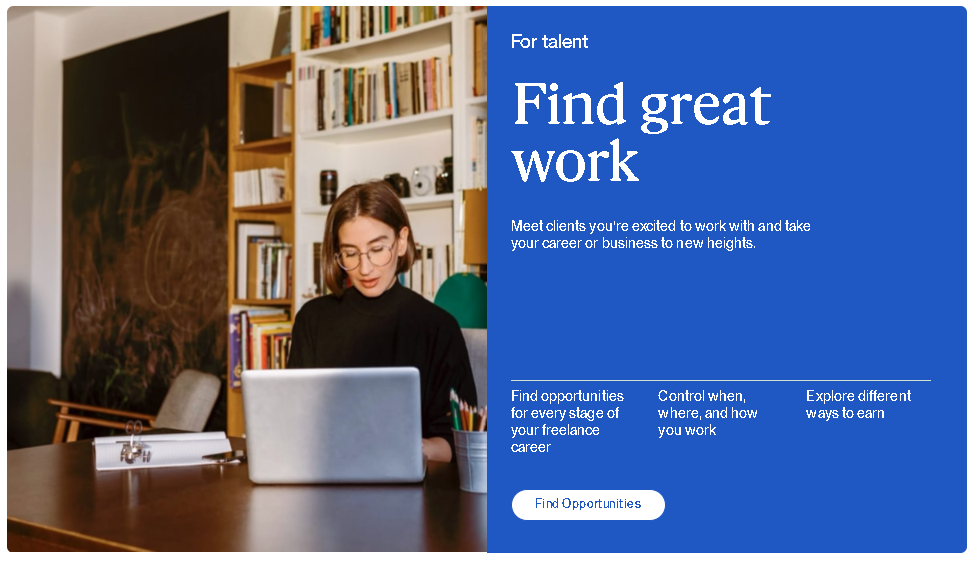 For talent
Find great
work
Meet clients you're excited to work with and take
your career or business to new heights.
Find opportunities
for every stage of
your freelance
career
Control when,
where, and how
you work
Explore different
ways to earn
Find Opportunities